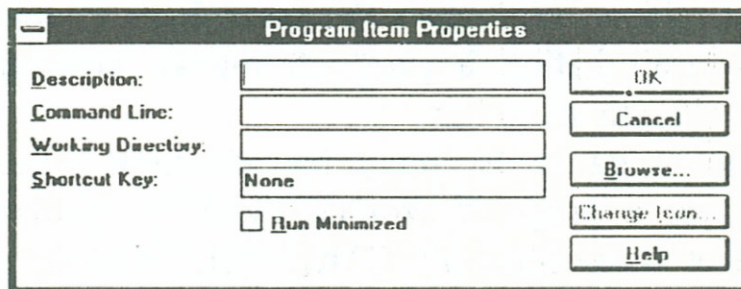 Program Item Properties
Description:
Command Line:
Working Directory:
Shortcut Key: None
Run Minimized
OK
Cancel
Browse...
Change Icon...
Help